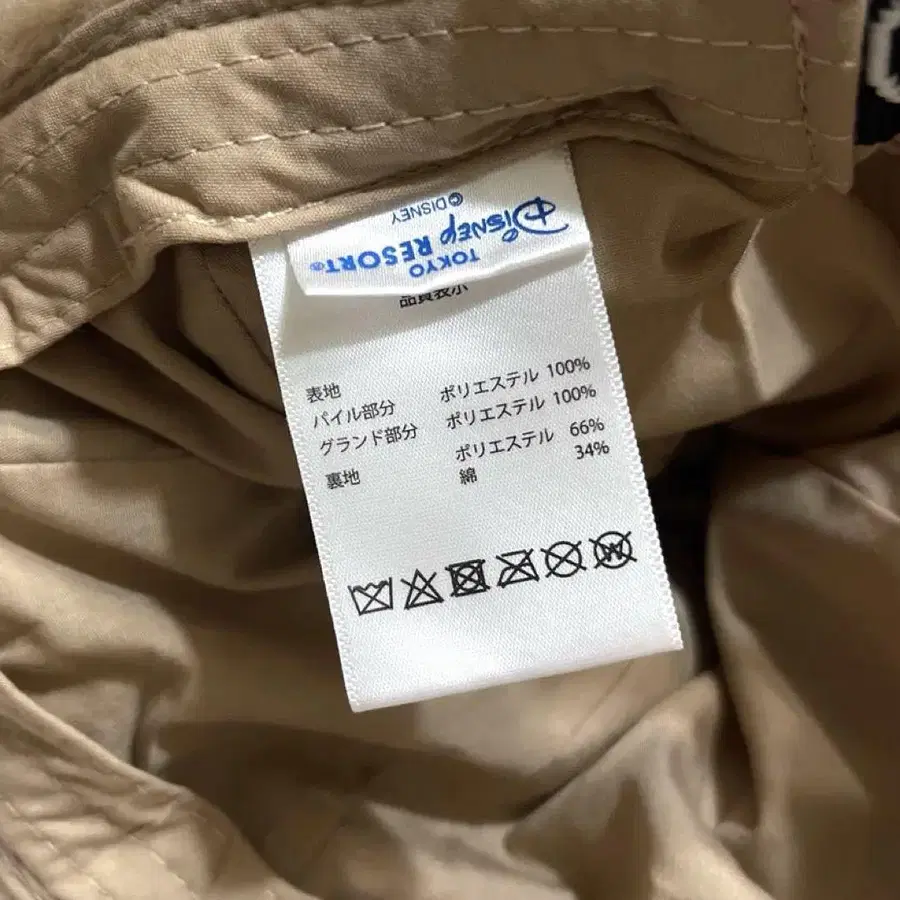 ©DISNEY
TOKYO
Disney RESORT®
品質表示
表地
パイル部分 ポリエステル 100%
グランド部分 ポリエステル 100%
裏地 ポリエステル 66%
綿 34%
W